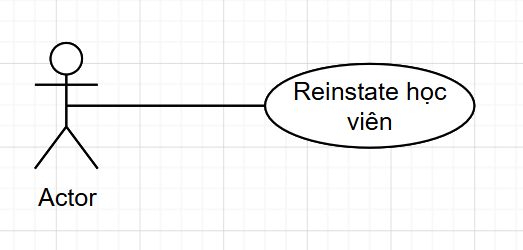 Reinstate học
viên
Actor